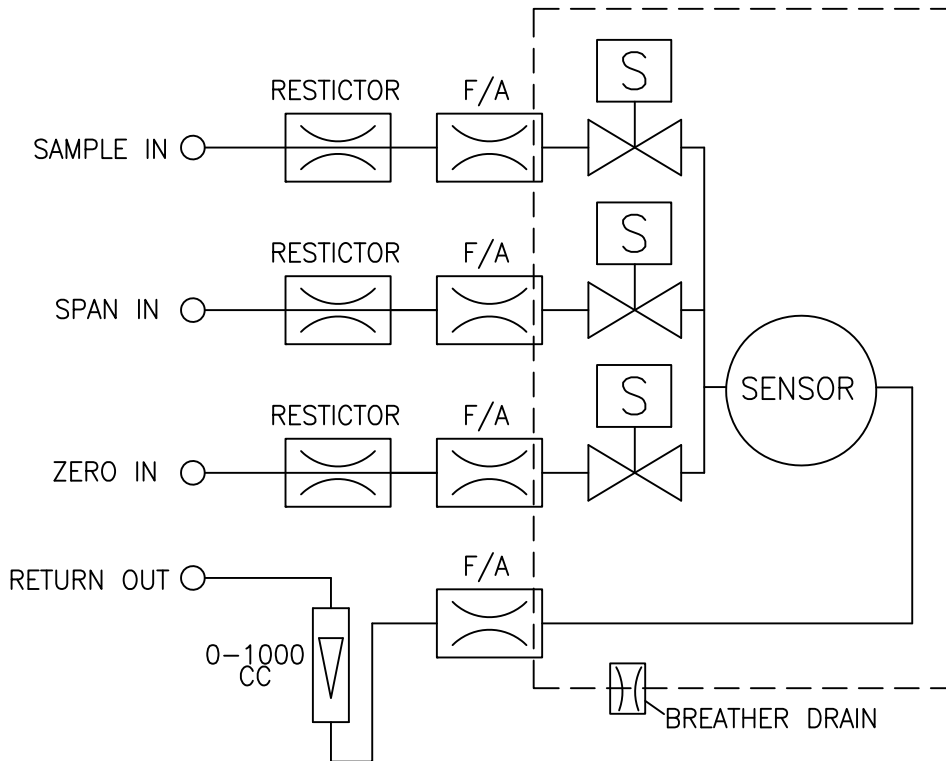 S
RESTICTOR
F/A
SAMPLE IN
S
RESTICTOR
F/A
SPAN IN
S
SENSOR
RESTICTOR
F/A
ZERO IN
F/A
RETURN OUT
0-1000
CC
BREATHER DRAIN